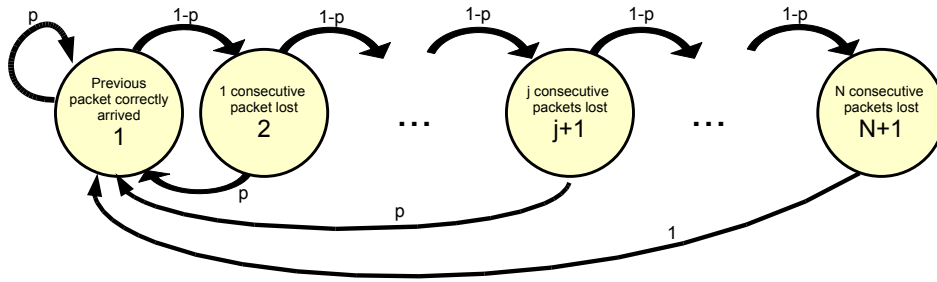 p
1-p
1-p
1-p
1-p
1-p
Previous
packet correctly
arrived
1
1 consecutive
packet lost
2
...
j consecutive
packets lost
j+1
...
N consecutive
packets lost
N+1
p
p
1